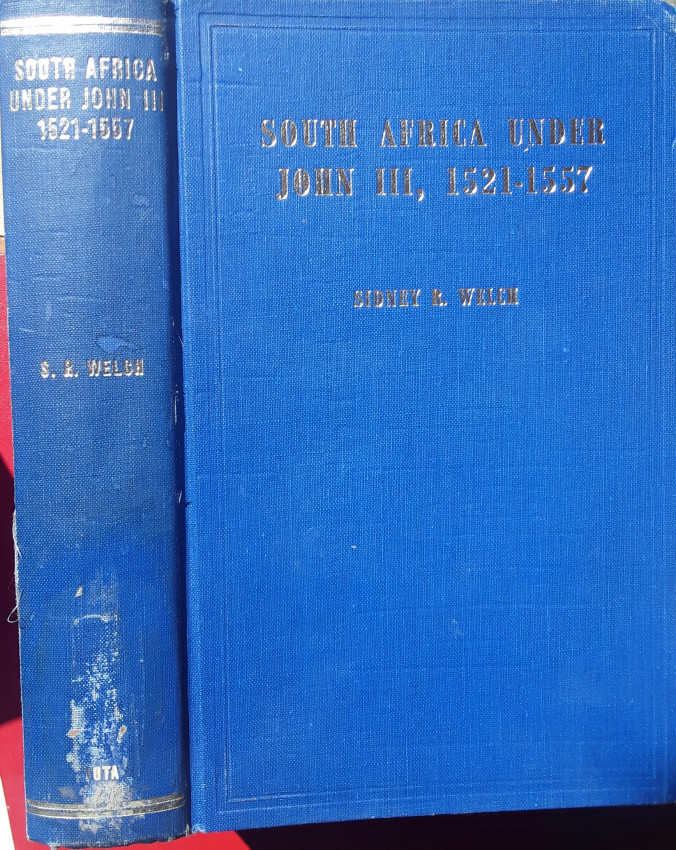 SOUTH AFRICA
UNDER JOHN III
1521-1557
S. R. WELCH
UTA
SOUTH AFRICA UNDER
JOHN III, 1521-1557
SIDNEY R. WELCH